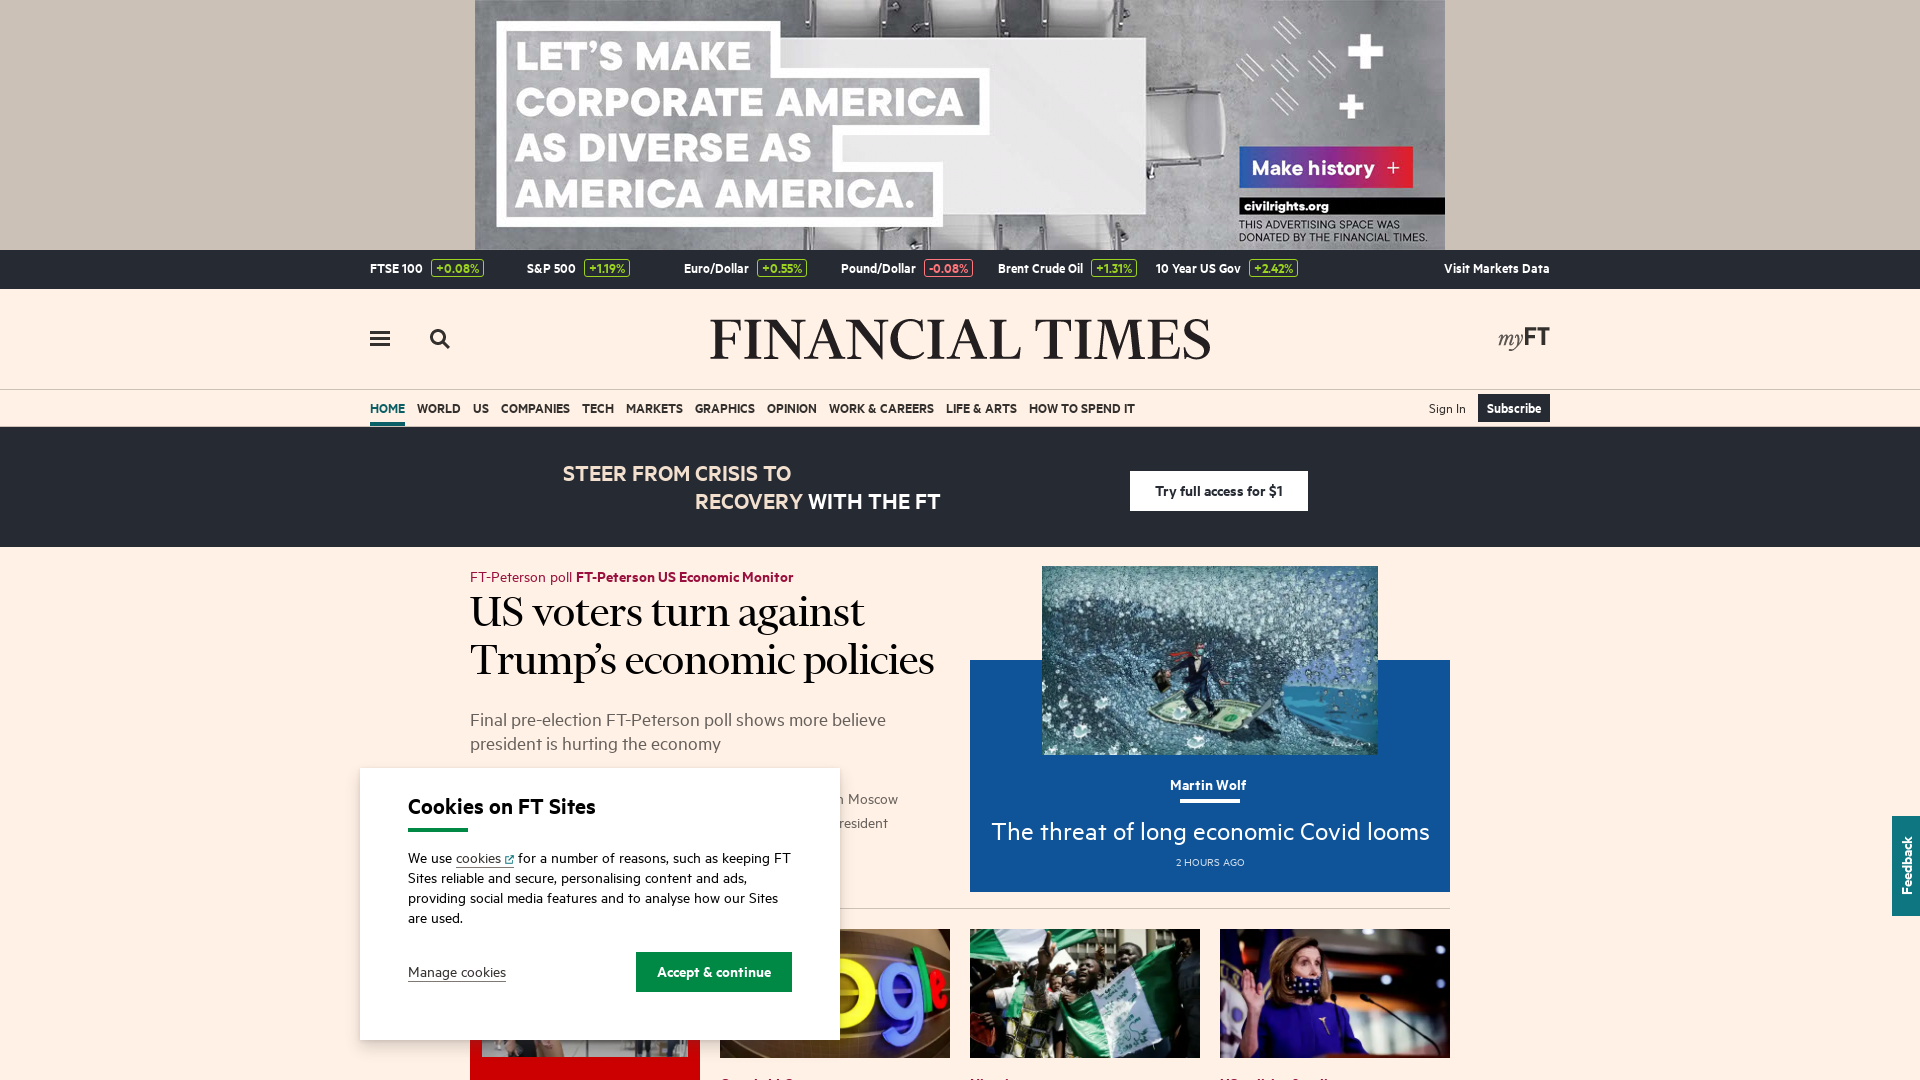 LET'S MAKE
CORPORATE AMERICA
AS DIVERSE AS
AMERICA AMERICA.
Make history +
civilrights.org
THIS ADVERTISING SPACE WAS
DONATED BY THE FINANCIAL TIMES.
FTSE 100 +0.08% S&P 500 +1.19% Euro/Dollar +0.55% Pound/Dollar -0.08% Brent Crude Oil +1.31% 10 Year US Gov +2.42% Visit Markets Data
FINANCIAL TIMES
myFT
HOME WORLD US COMPANIES TECH MARKETS GRAPHICS OPINION WORK & CAREERS LIFE & ARTS HOW TO SPEND IT Sign In Subscribe
STEER FROM CRISIS TO
RECOVERY WITH THE FT
Try full access for $1
FT-Peterson poll FT-Peterson US Economic Monitor
US voters turn against
Trump's economic policies
Final pre-election FT-Peterson poll shows more believe
president is hurting the economy
Moscow
Martin Wolf
The threat of long economic Covid looms
2 HOURS AGO
Cookies on FT Sites
We use cookies for a number of reasons, such as keeping FT
Sites reliable and secure, personalising content and ads,
providing social media features and to analyse how our Sites
are used.
Manage cookies
Accept & continue
Feedback